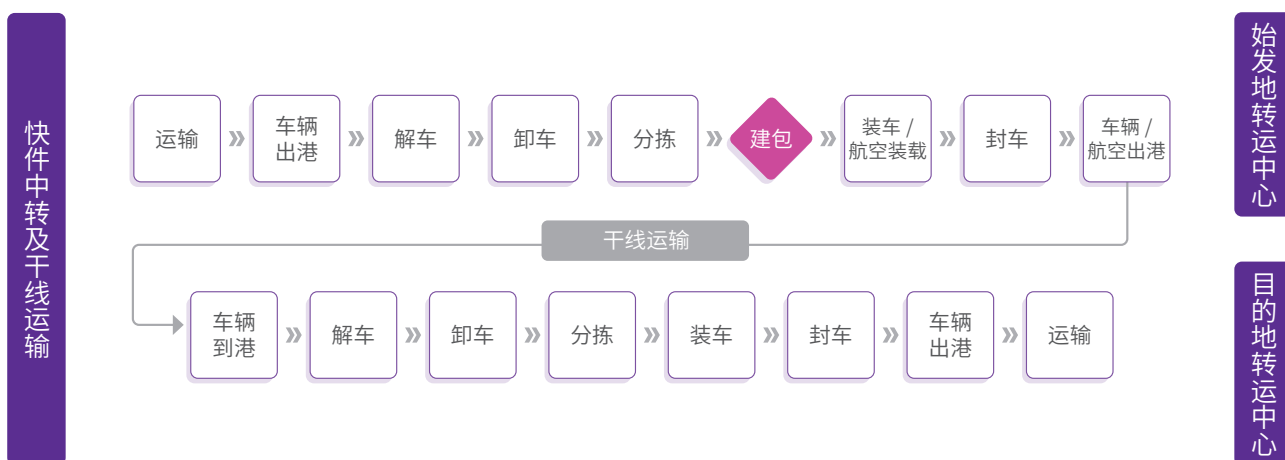 快件中转及干线运输
运输
车辆
出港
解车
卸车
分拣
建包
装车 /
航空装载
封车
车辆 /
航空出港
始发地转运中心
干线运输
车辆
到港
解车
卸车
分拣
装车
封车
车辆
出港
运输
目的地转运中心